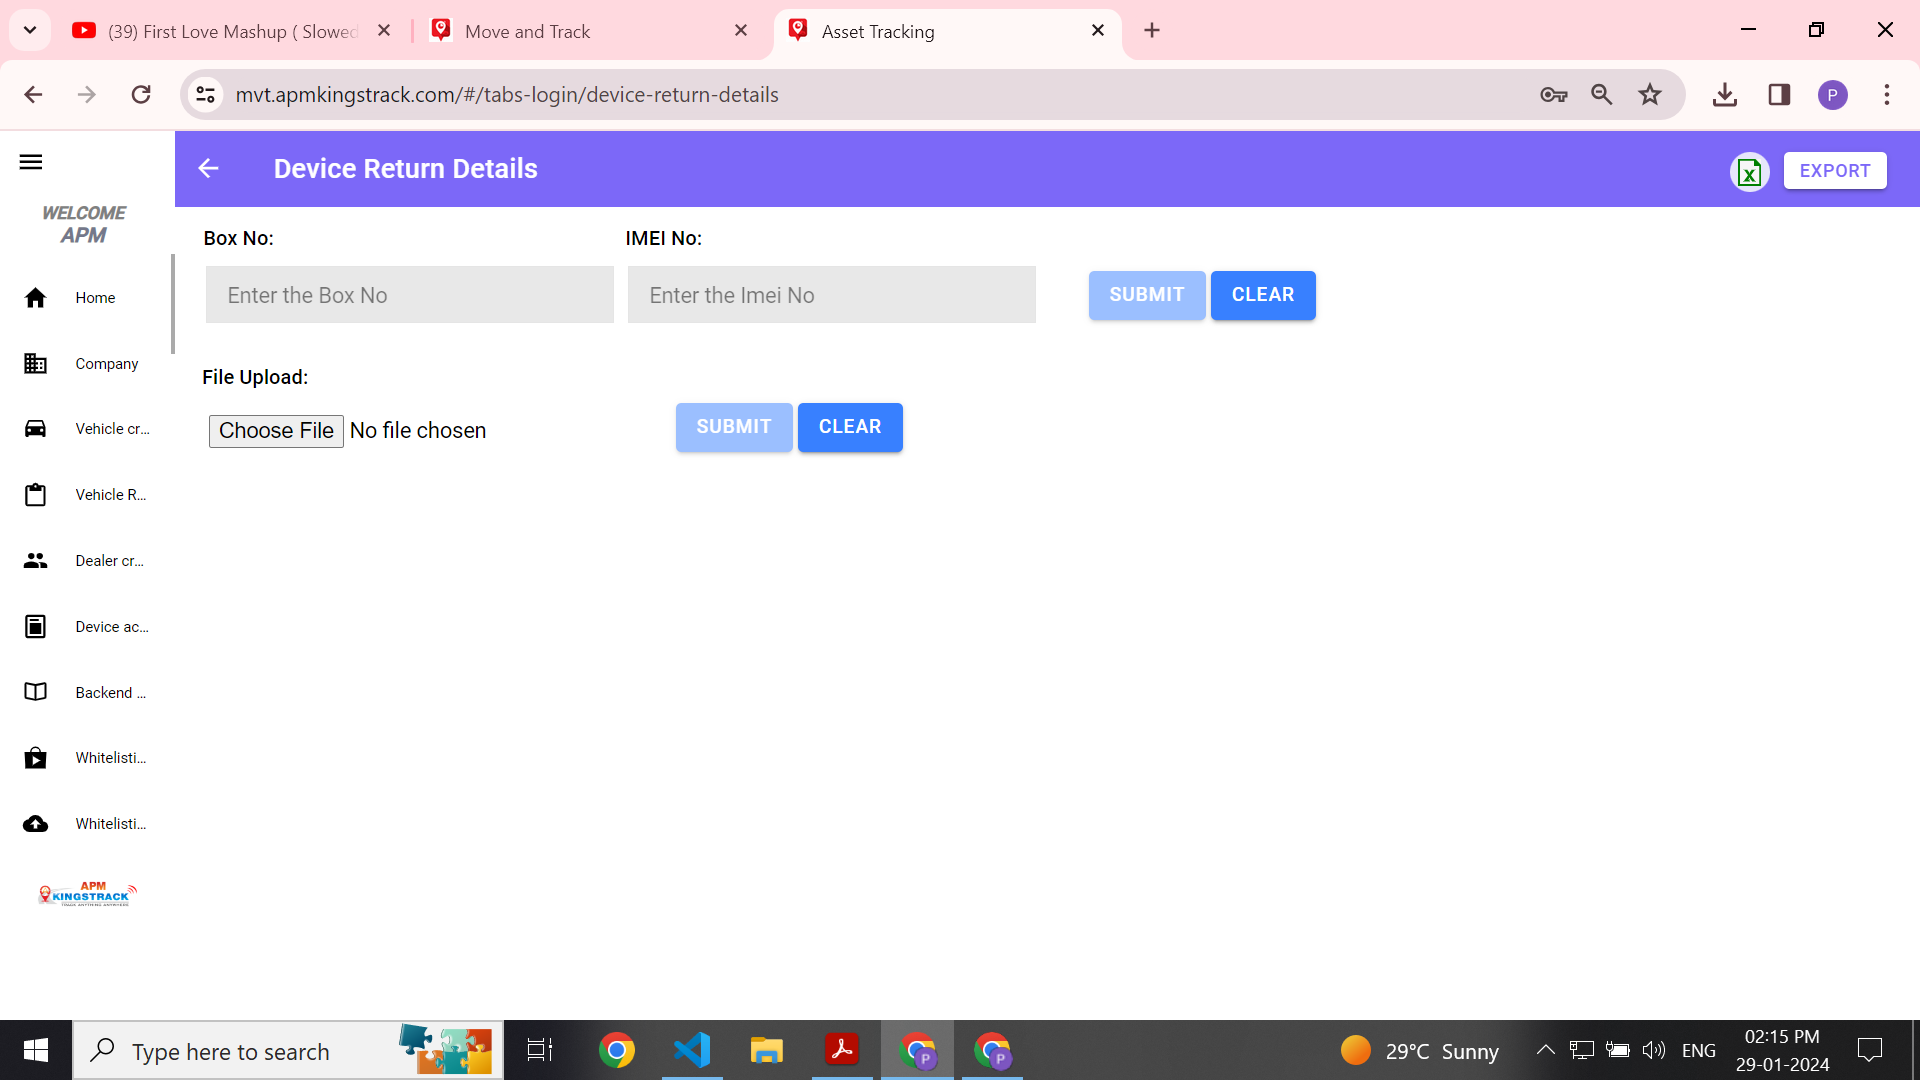 (39) First Love Mashup ( Slowed
Move and Track
Asset Tracking
mvt.apmkingstrack.com/#/tabs-login/device-return-details
P
Device Return Details
EXPORT
WELCOME
APM
Home
Company
Vehicle cr...
Vehicle R...
Dealer cr...
Device ac...
Backend ...
Whitelisti...
Whitelisti...
APM
KINGSTRACK
TRACK ANYTHING ANYWHERE
Box No:
IMEI No:
Enter the Box No
Enter the Imei No
SUBMIT
CLEAR
File Upload:
Choose File No file chosen
SUBMIT
CLEAR
Type here to search
P
P
29°C Sunny
ENG
02:15 PM
29-01-2024